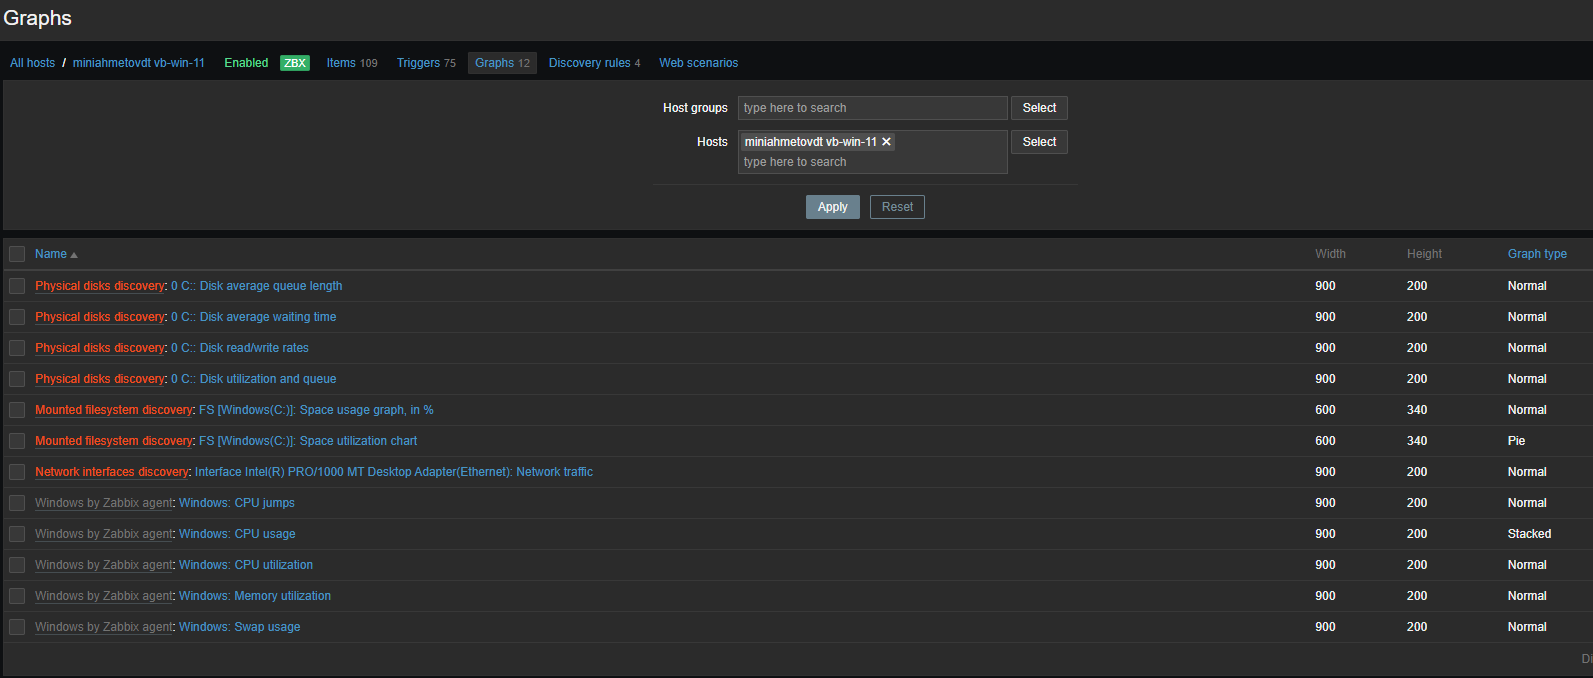 Graphs
All hosts / miniahmetovdt vb-win-11 Enabled ZBX Items 109 Triggers 75 Graphs 12 Discovery rules 4 Web scenarios
Host groups type here to search Select
Hosts miniahmetovdt vb-win-11 ✕ Select
type here to search
Apply Reset
Name ▲ Width Height Graph type
Physical disks discovery: 0 C:: Disk average queue length 900 200 Normal
Physical disks discovery: 0 C:: Disk average waiting time 900 200 Normal
Physical disks discovery: 0 C:: Disk read/write rates 900 200 Normal
Physical disks discovery: 0 C:: Disk utilization and queue 900 200 Normal
Mounted filesystem discovery: FS [Windows(C:)]: Space usage graph, in % 600 340 Normal
Mounted filesystem discovery: FS [Windows(C:)]: Space utilization chart 600 340 Pie
Network interfaces discovery: Interface Intel(R) PRO/1000 MT Desktop Adapter(Ethernet): Network traffic 900 200 Normal
Windows by Zabbix agent: Windows: CPU jumps 900 200 Normal
Windows by Zabbix agent: Windows: CPU usage 900 200 Stacked
Windows by Zabbix agent: Windows: CPU utilization 900 200 Normal
Windows by Zabbix agent: Windows: Memory utilization 900 200 Normal
Windows by Zabbix agent: Windows: Swap usage 900 200 Normal